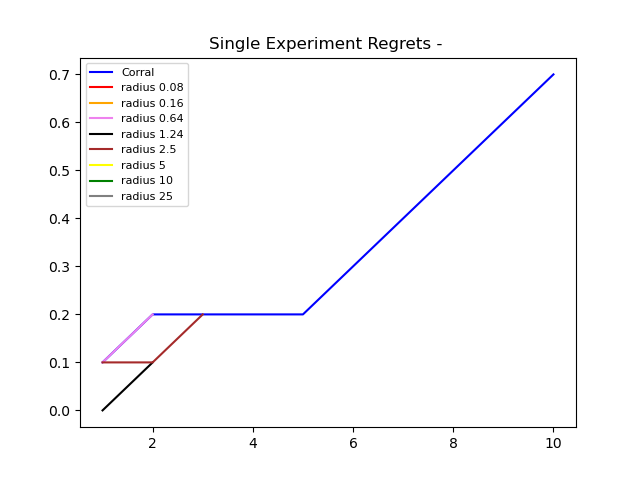 Single Experiment Regrets -
Corral
radius 0.08
radius 0.16
radius 0.64
radius 1.24
radius 2.5
radius 5
radius 10
radius 25
0.7
0.6
0.5
0.4
0.3
0.2
0.1
0.0
2 4 6 8 10